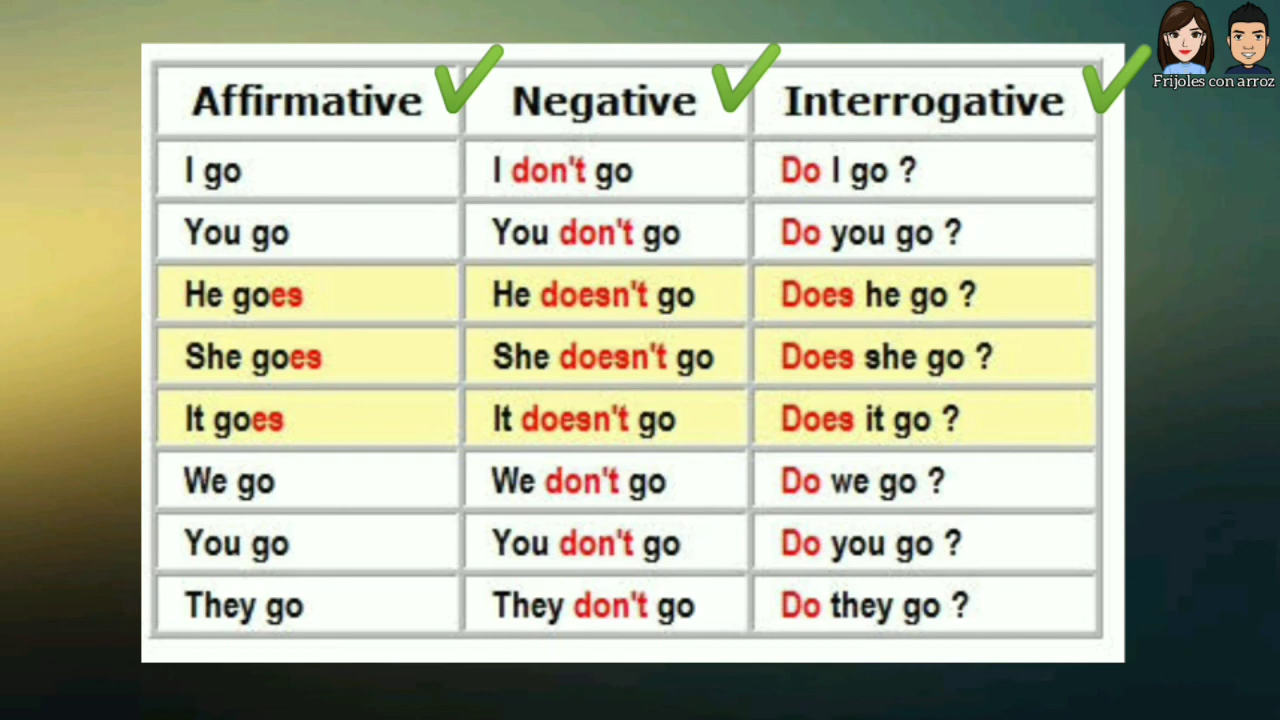 Frijoles con arroz
Affirmative Negative Interrogative
I go I don't go Do I go ?
You go You don't go Do you go ?
He goes He doesn't go Does he go ?
She goes She doesn't go Does she go ?
It goes It doesn't go Does it go ?
We go We don't go Do we go ?
You go You don't go Do you go ?
They go They don't go Do they go ?